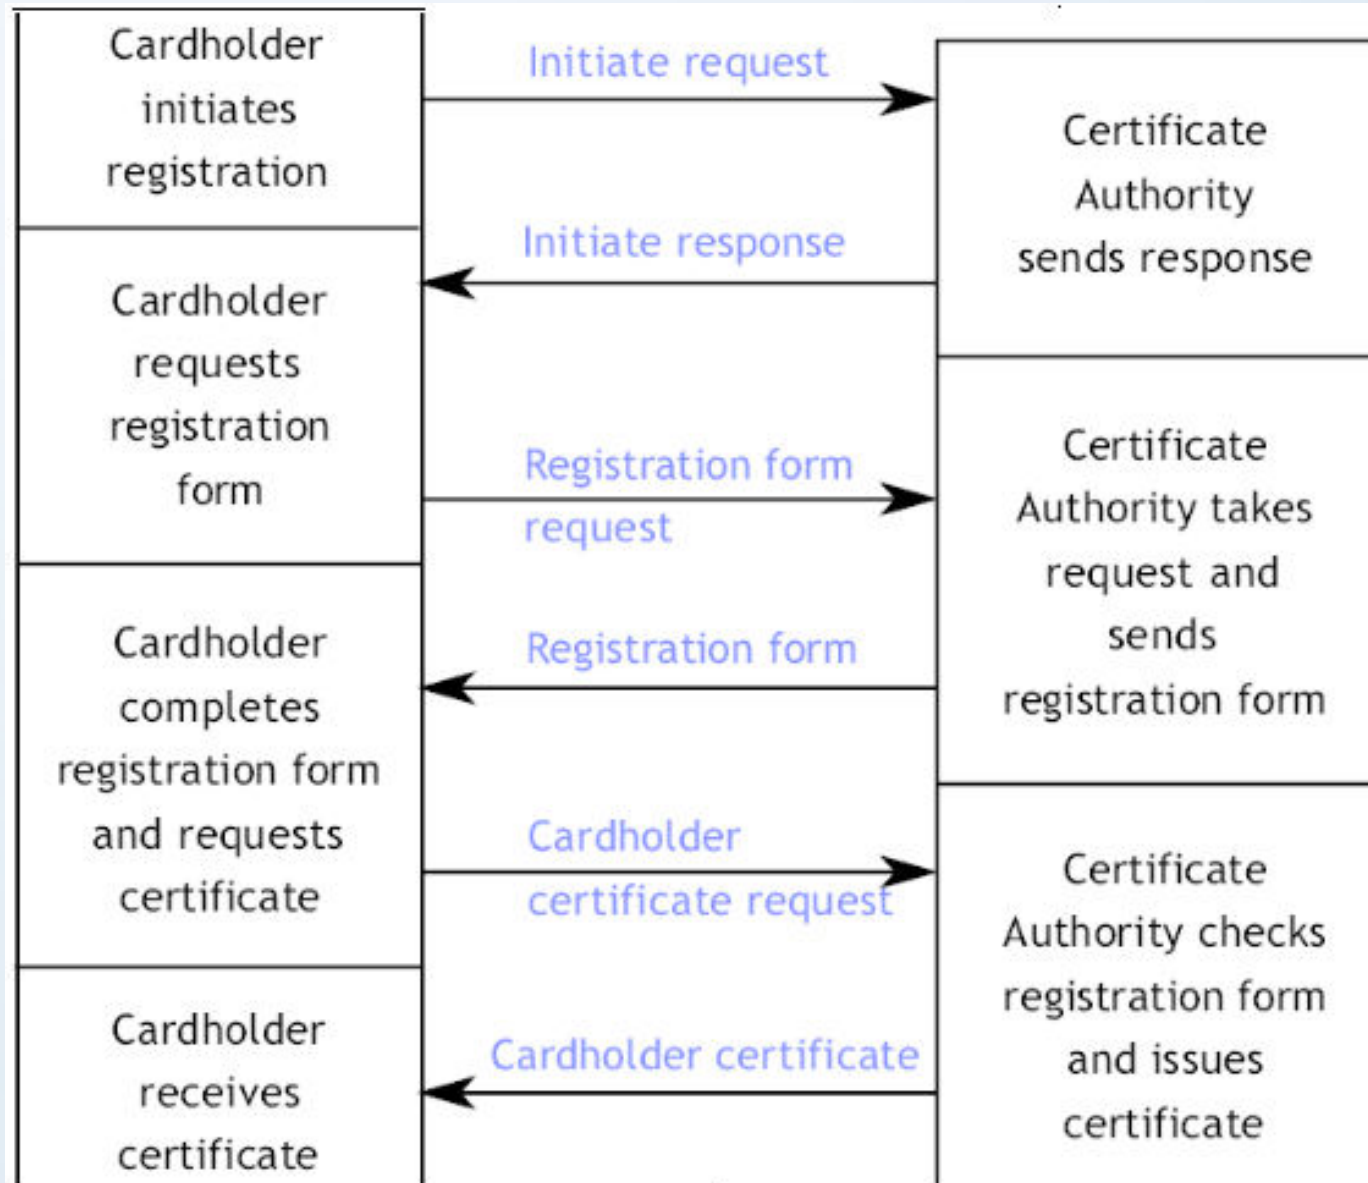 Cardholder
initiates
registration
Initiate request
Certificate
Authority
sends response
Initiate response
Cardholder
requests
registration
form
Registration form
request
Certificate
Authority takes
request and
sends
registration form
Registration form
Cardholder
completes
registration form
and requests
certificate
Cardholder
certificate request
Certificate
Authority checks
registration form
and issues
certificate
Cardholder certificate
Cardholder
receives
certificate